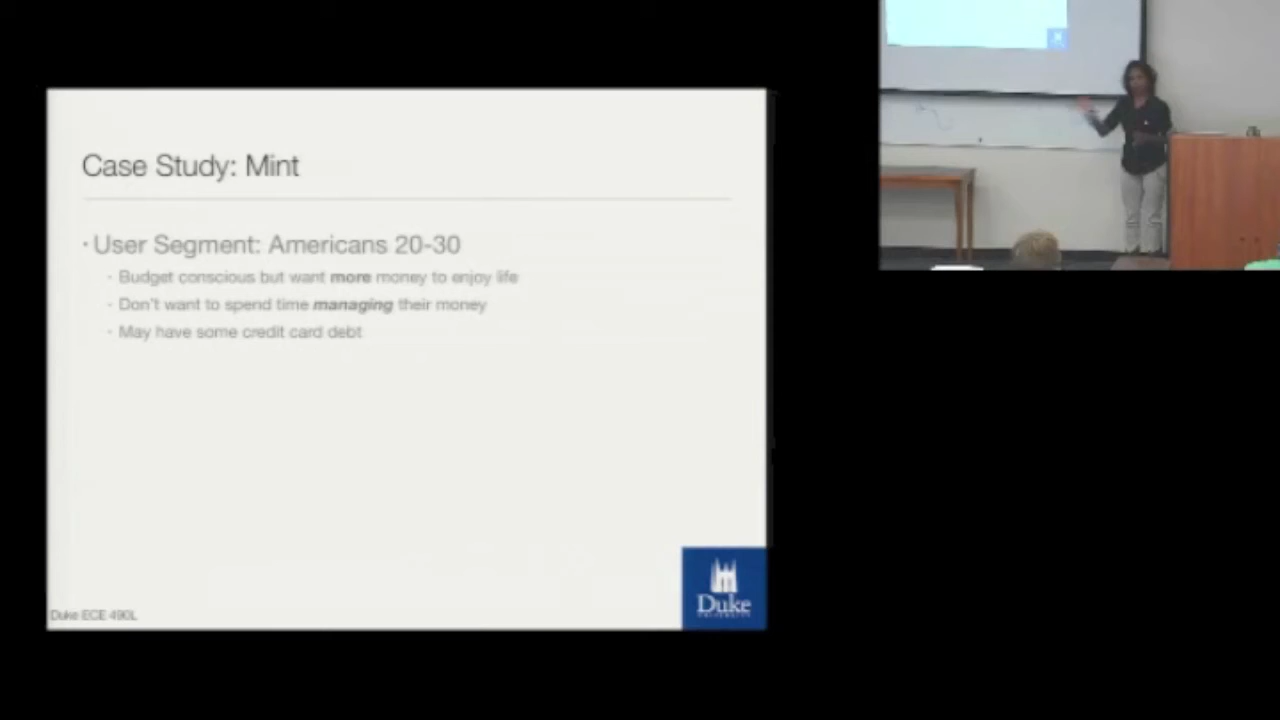 Case Study: Mint
· User Segment: Americans 20-30
· Budget conscious but want more money to enjoy life
· Don't want to spend time managing their money
· May have some credit card debt
Duke
UNIVERSITY
Duke ECE 490L